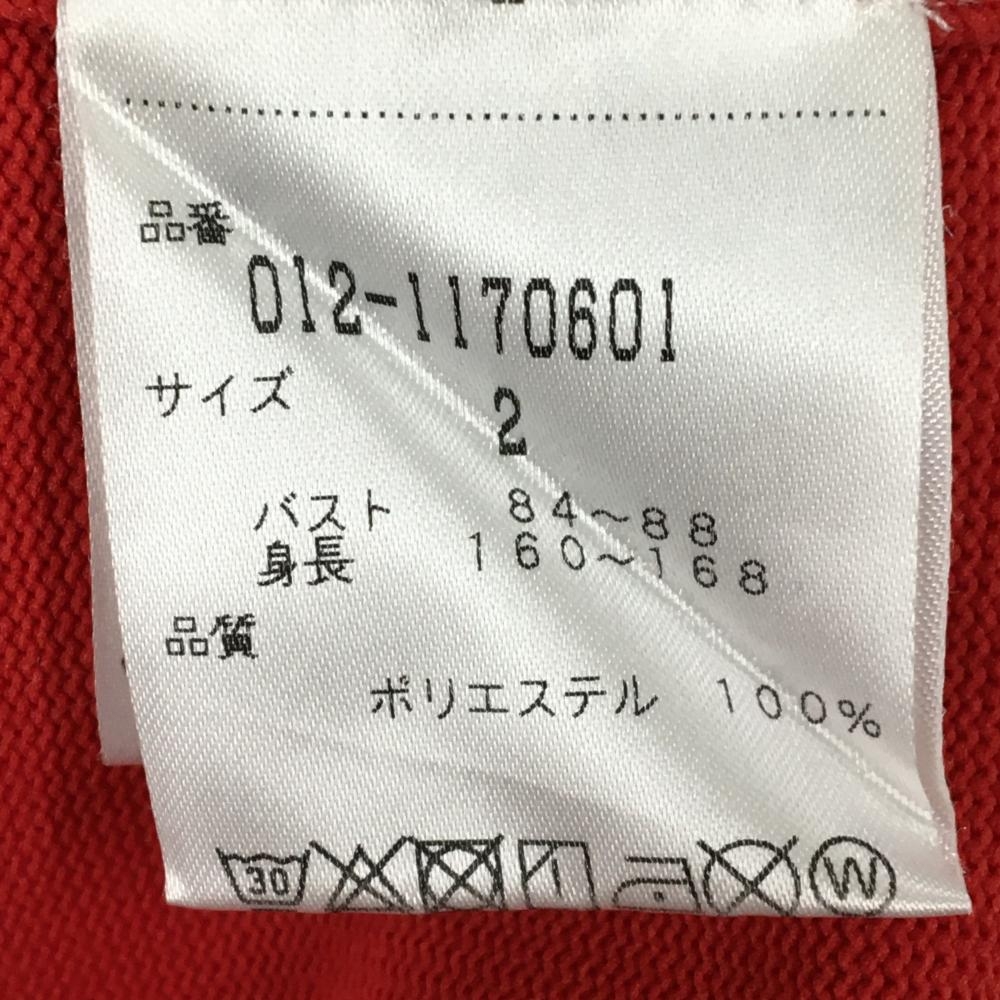 品番
012-1170601
サイズ 2
バスト 84～88
身長 160～168
品質
ポリエステル 100%
30 W